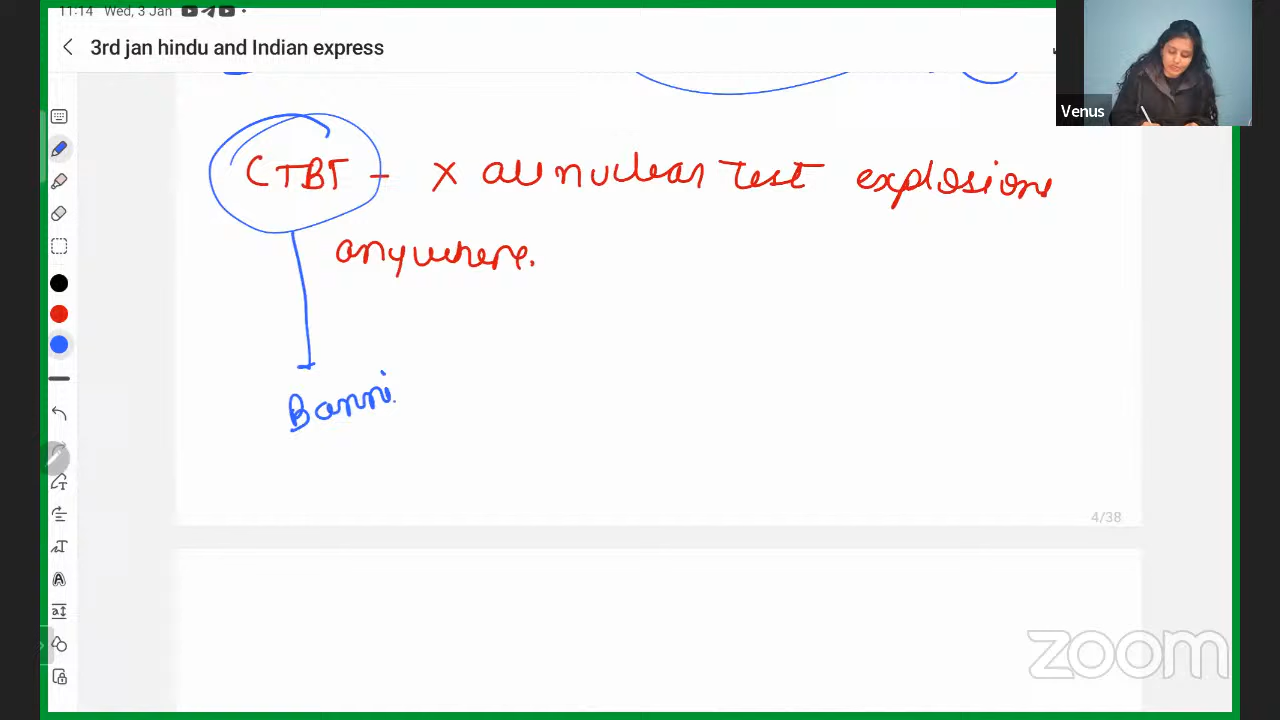 11:14 Wed, 3 Jan
3rd jan hindu and Indian express
Venus
CTBT - X all nuclear test explosions
anywhere.
Banni
4/38
zoom